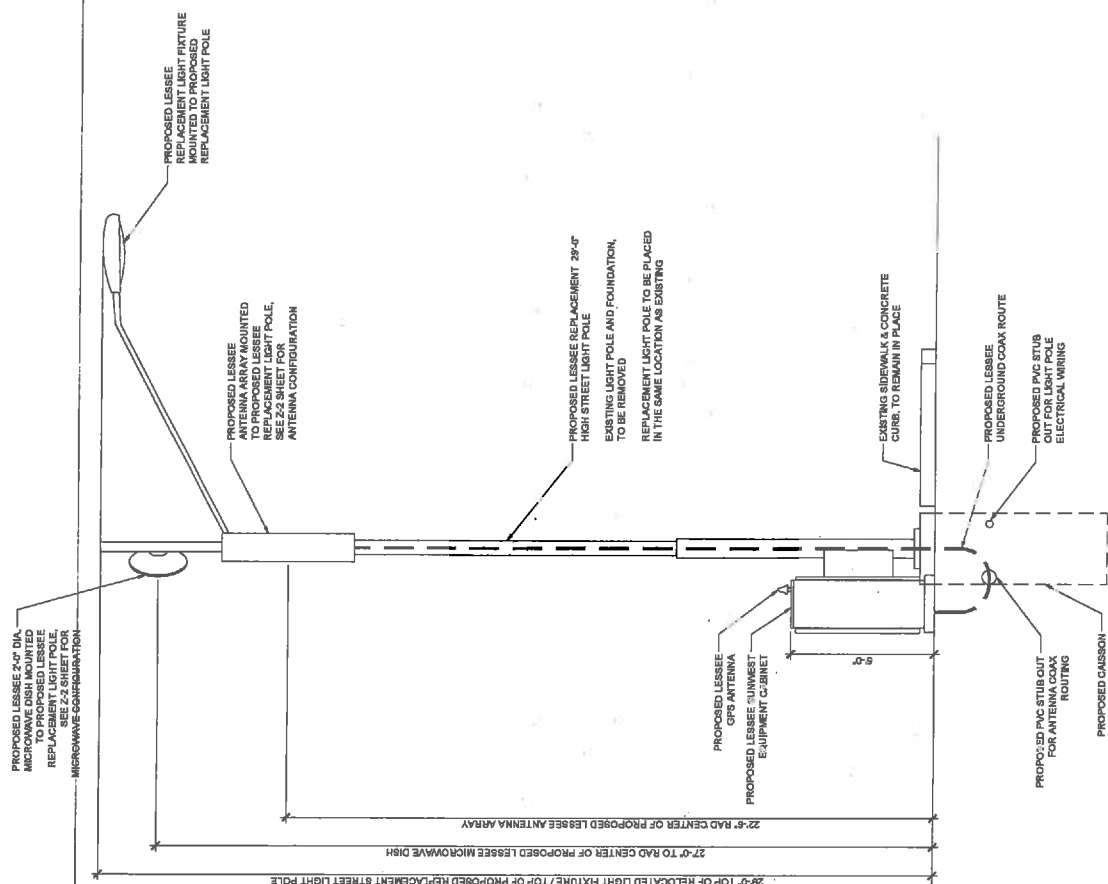 PROPOSED LESSEE 2'-0" DIA.
MICROWAVE DISH MOUNTED
TO PROPOSED LESSEE
REPLACEMENT LIGHT POLE,
SEE Z-2 SHEET FOR
MICROWAVE CONFIGURATION
PROPOSED LESSEE
REPLACEMENT LIGHT FIXTURE
MOUNTED TO PROPOSED
REPLACEMENT LIGHT POLE
PROPOSED LESSEE
ANTENNA ARRAY MOUNTED
TO PROPOSED LESSEE
REPLACEMENT LIGHT POLE,
SEE Z-2 SHEET FOR
ANTENNA CONFIGURATION
PROPOSED LESSEE REPLACEMENT 29'-0"
HIGH STREET LIGHT POLE
EXISTING LIGHT POLE AND FOUNDATION,
TO BE REMOVED
REPLACEMENT LIGHT POLE TO BE PLACED
IN THE SAME LOCATION AS EXISTING
EXISTING SIDEWALK & CONCRETE
CURB, TO REMAIN IN PLACE
PROPOSED LESSEE
UNDERGROUND COAX ROUTE
PROPOSED PVC STUB
OUT FOR LIGHT POLE
ELECTRICAL WIRING
PROPOSED LESSEE
GPS ANTENNA
PROPOSED LESSEE SUNWEST
EQUIPMENT CABINET
5'-0"
PROPOSED PVC STUB OUT
FOR ANTENNA COAX
ROUTING
PROPOSED CAISSON
22'-6" RAD CENTER OF PROPOSED LESSEE ANTENNA ARRAY
27'-0" TO RAD CENTER OF PROPOSED LESSEE MICROWAVE DISH
29'-0" TOP OF RELOCATED LIGHT FIXTURE / TOP OF PROPOSED REPLACEMENT STREET LIGHT POLE